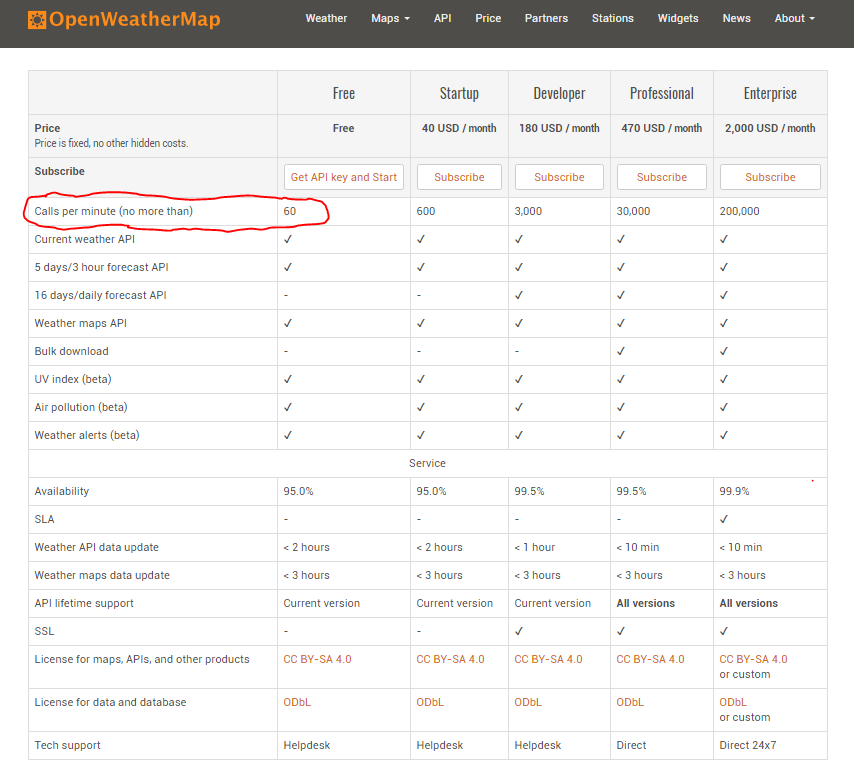 OpenWeatherMap Weather Maps API Price Partners Stations Widgets News About
Free Startup Developer Professional Enterprise
Price Free 40 USD / month 180 USD / month 470 USD / month 2,000 USD / month
Price is fixed, no other hidden costs.
Subscribe Get API key and Start Subscribe Subscribe Subscribe Subscribe
Calls per minute (no more than) 60 600 3,000 30,000 200,000
Current weather API ✓ ✓ ✓ ✓ ✓
5 days/3 hour forecast API ✓ ✓ ✓ ✓ ✓
16 days/daily forecast API - - ✓ ✓ ✓
Weather maps API ✓ ✓ ✓ ✓ ✓
Bulk download - - - ✓ ✓
UV index (beta) ✓ ✓ ✓ ✓ ✓
Air pollution (beta) ✓ ✓ ✓ ✓ ✓
Weather alerts (beta) ✓ ✓ ✓ ✓ ✓
Service
Availability 95.0% 95.0% 99.5% 99.5% 99.9%
SLA - - - - ✓
Weather API data update < 2 hours < 2 hours < 1 hour < 10 min < 10 min
Weather maps data update < 3 hours < 3 hours < 3 hours < 3 hours < 3 hours
API lifetime support Current version Current version Current version All versions All versions
SSL - - ✓ ✓ ✓
License for maps, APIs, and other products CC BY-SA 4.0 CC BY-SA 4.0 CC BY-SA 4.0 CC BY-SA 4.0 CC BY-SA 4.0
or custom
License for data and database ODbL ODbL ODbL ODbL ODbL
or custom
Tech support Helpdesk Helpdesk Helpdesk Direct Direct 24x7